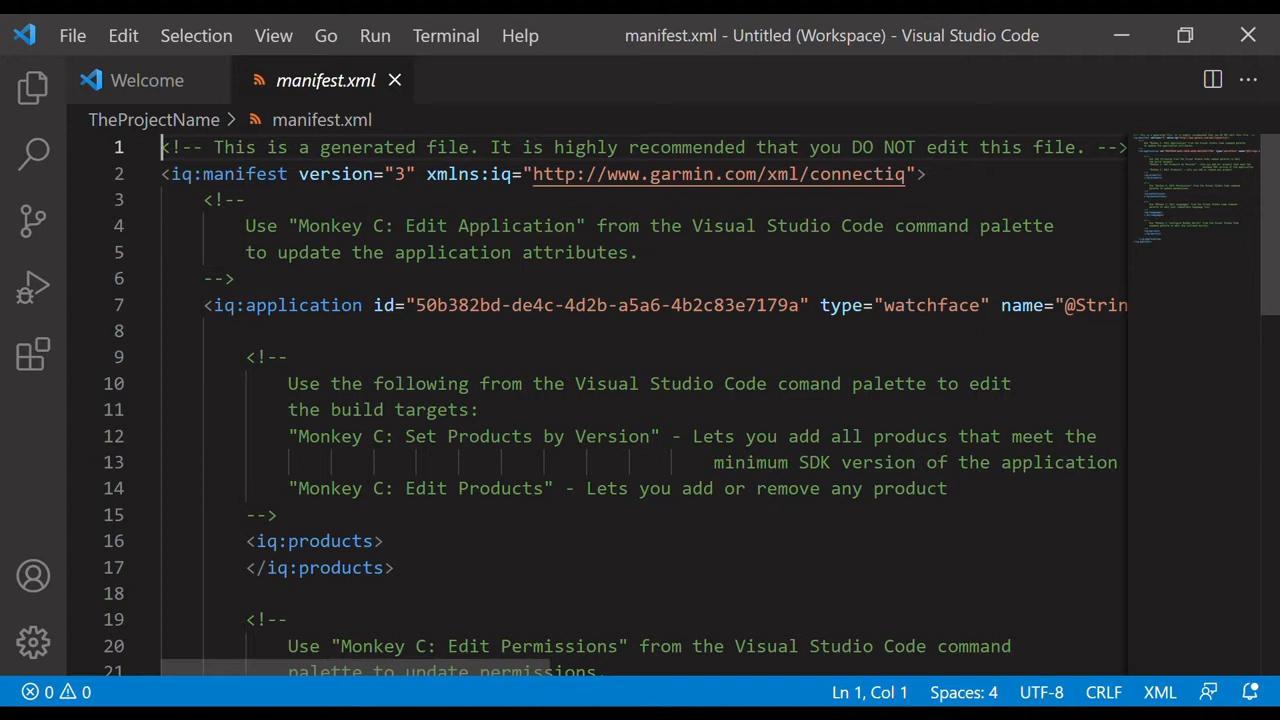 File Edit Selection View Go Run Terminal Help manifest.xml - Untitled (Workspace) - Visual Studio Code
Welcome manifest.xml
TheProjectName > manifest.xml
1 <!-- This is a generated file. It is highly recommended that you DO NOT edit this file. -->
2 <iq:manifest version="3" xmlns:iq="http://www.garmin.com/xml/connectiq">
3 <!--
4 Use "Monkey C: Edit Application" from the Visual Studio Code command palette
5 to update the application attributes.
6 -->
7 <iq:application id="50b382bd-de4c-4d2b-a5a6-4b2c83e7179a" type="watchface" name="@Strin
8
9 <!--
10 Use the following from the Visual Studio Code comand palette to edit
11 the build targets:
12 "Monkey C: Set Products by Version" - Lets you add all producs that meet the
13 minimum SDK version of the application
14 "Monkey C: Edit Products" - Lets you add or remove any product
15 -->
16 <iq:products>
17 </iq:products>
18
19 <!--
20 Use "Monkey C: Edit Permissions" from the Visual Studio Code command
21 palette to update permissions.
0 0 Ln 1, Col 1 Spaces: 4 UTF-8 CRLF XML